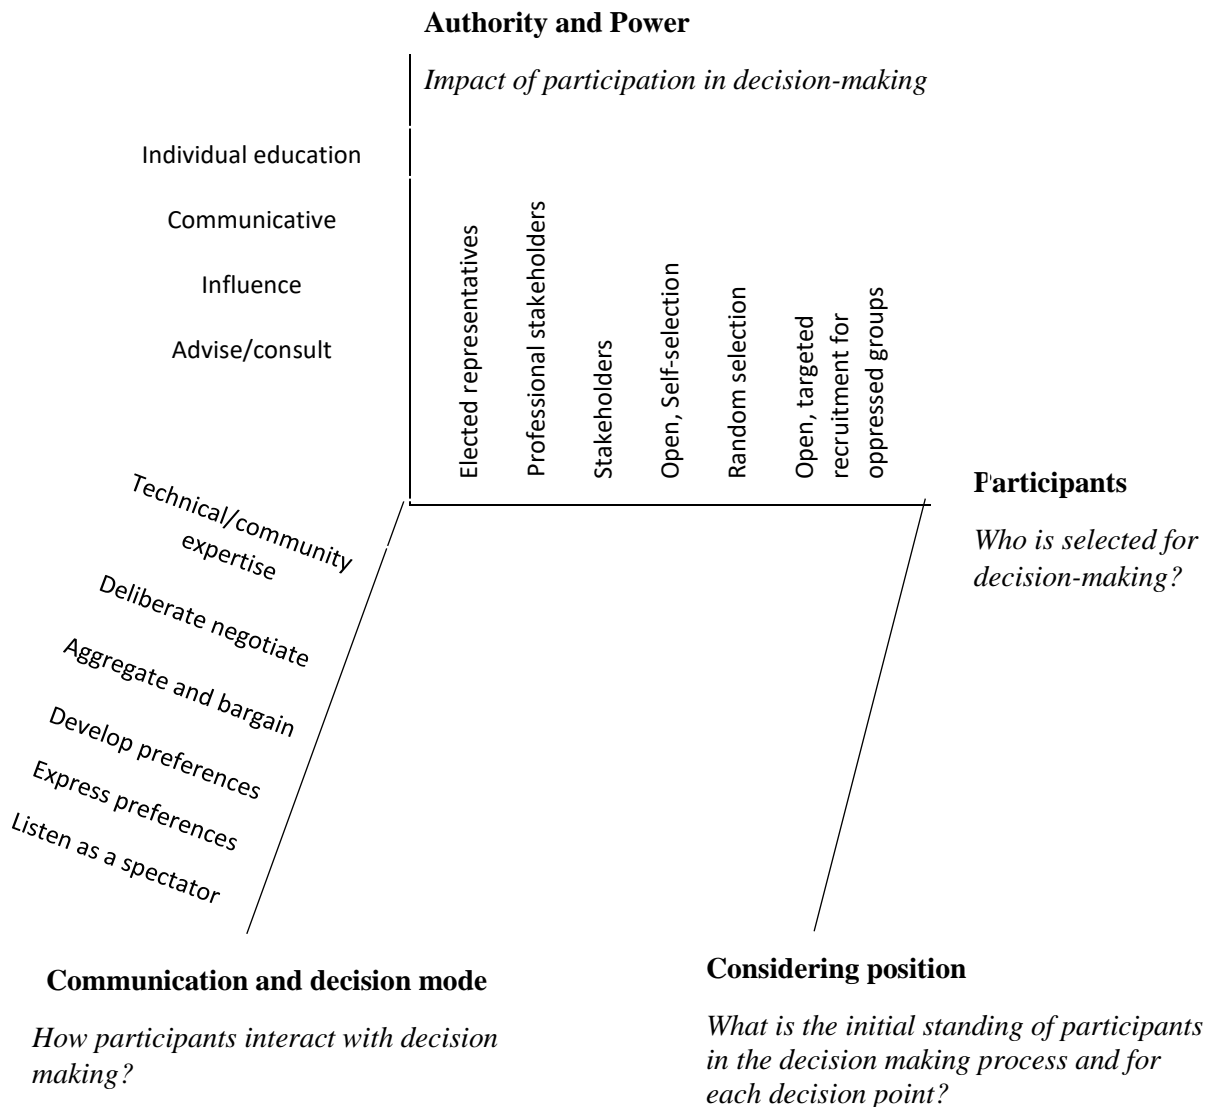 Authority and Power
Impact of participation in decision-making
Individual education
Communicative
Influence
Advise/consult
Elected representatives
Professional stakeholders
Stakeholders
Open, Self-selection
Random selection
Open, targeted
recruitment for
oppressed groups
Participants
Who is selected for
decision-making?
Technical/community
expertise
Deliberate negotiate
Aggregate and bargain
Develop preferences
Express preferences
Listen as a spectator
Communication and decision mode
How participants interact with decision
making?
Considering position
What is the initial standing of participants
in the decision making process and for
each decision point?